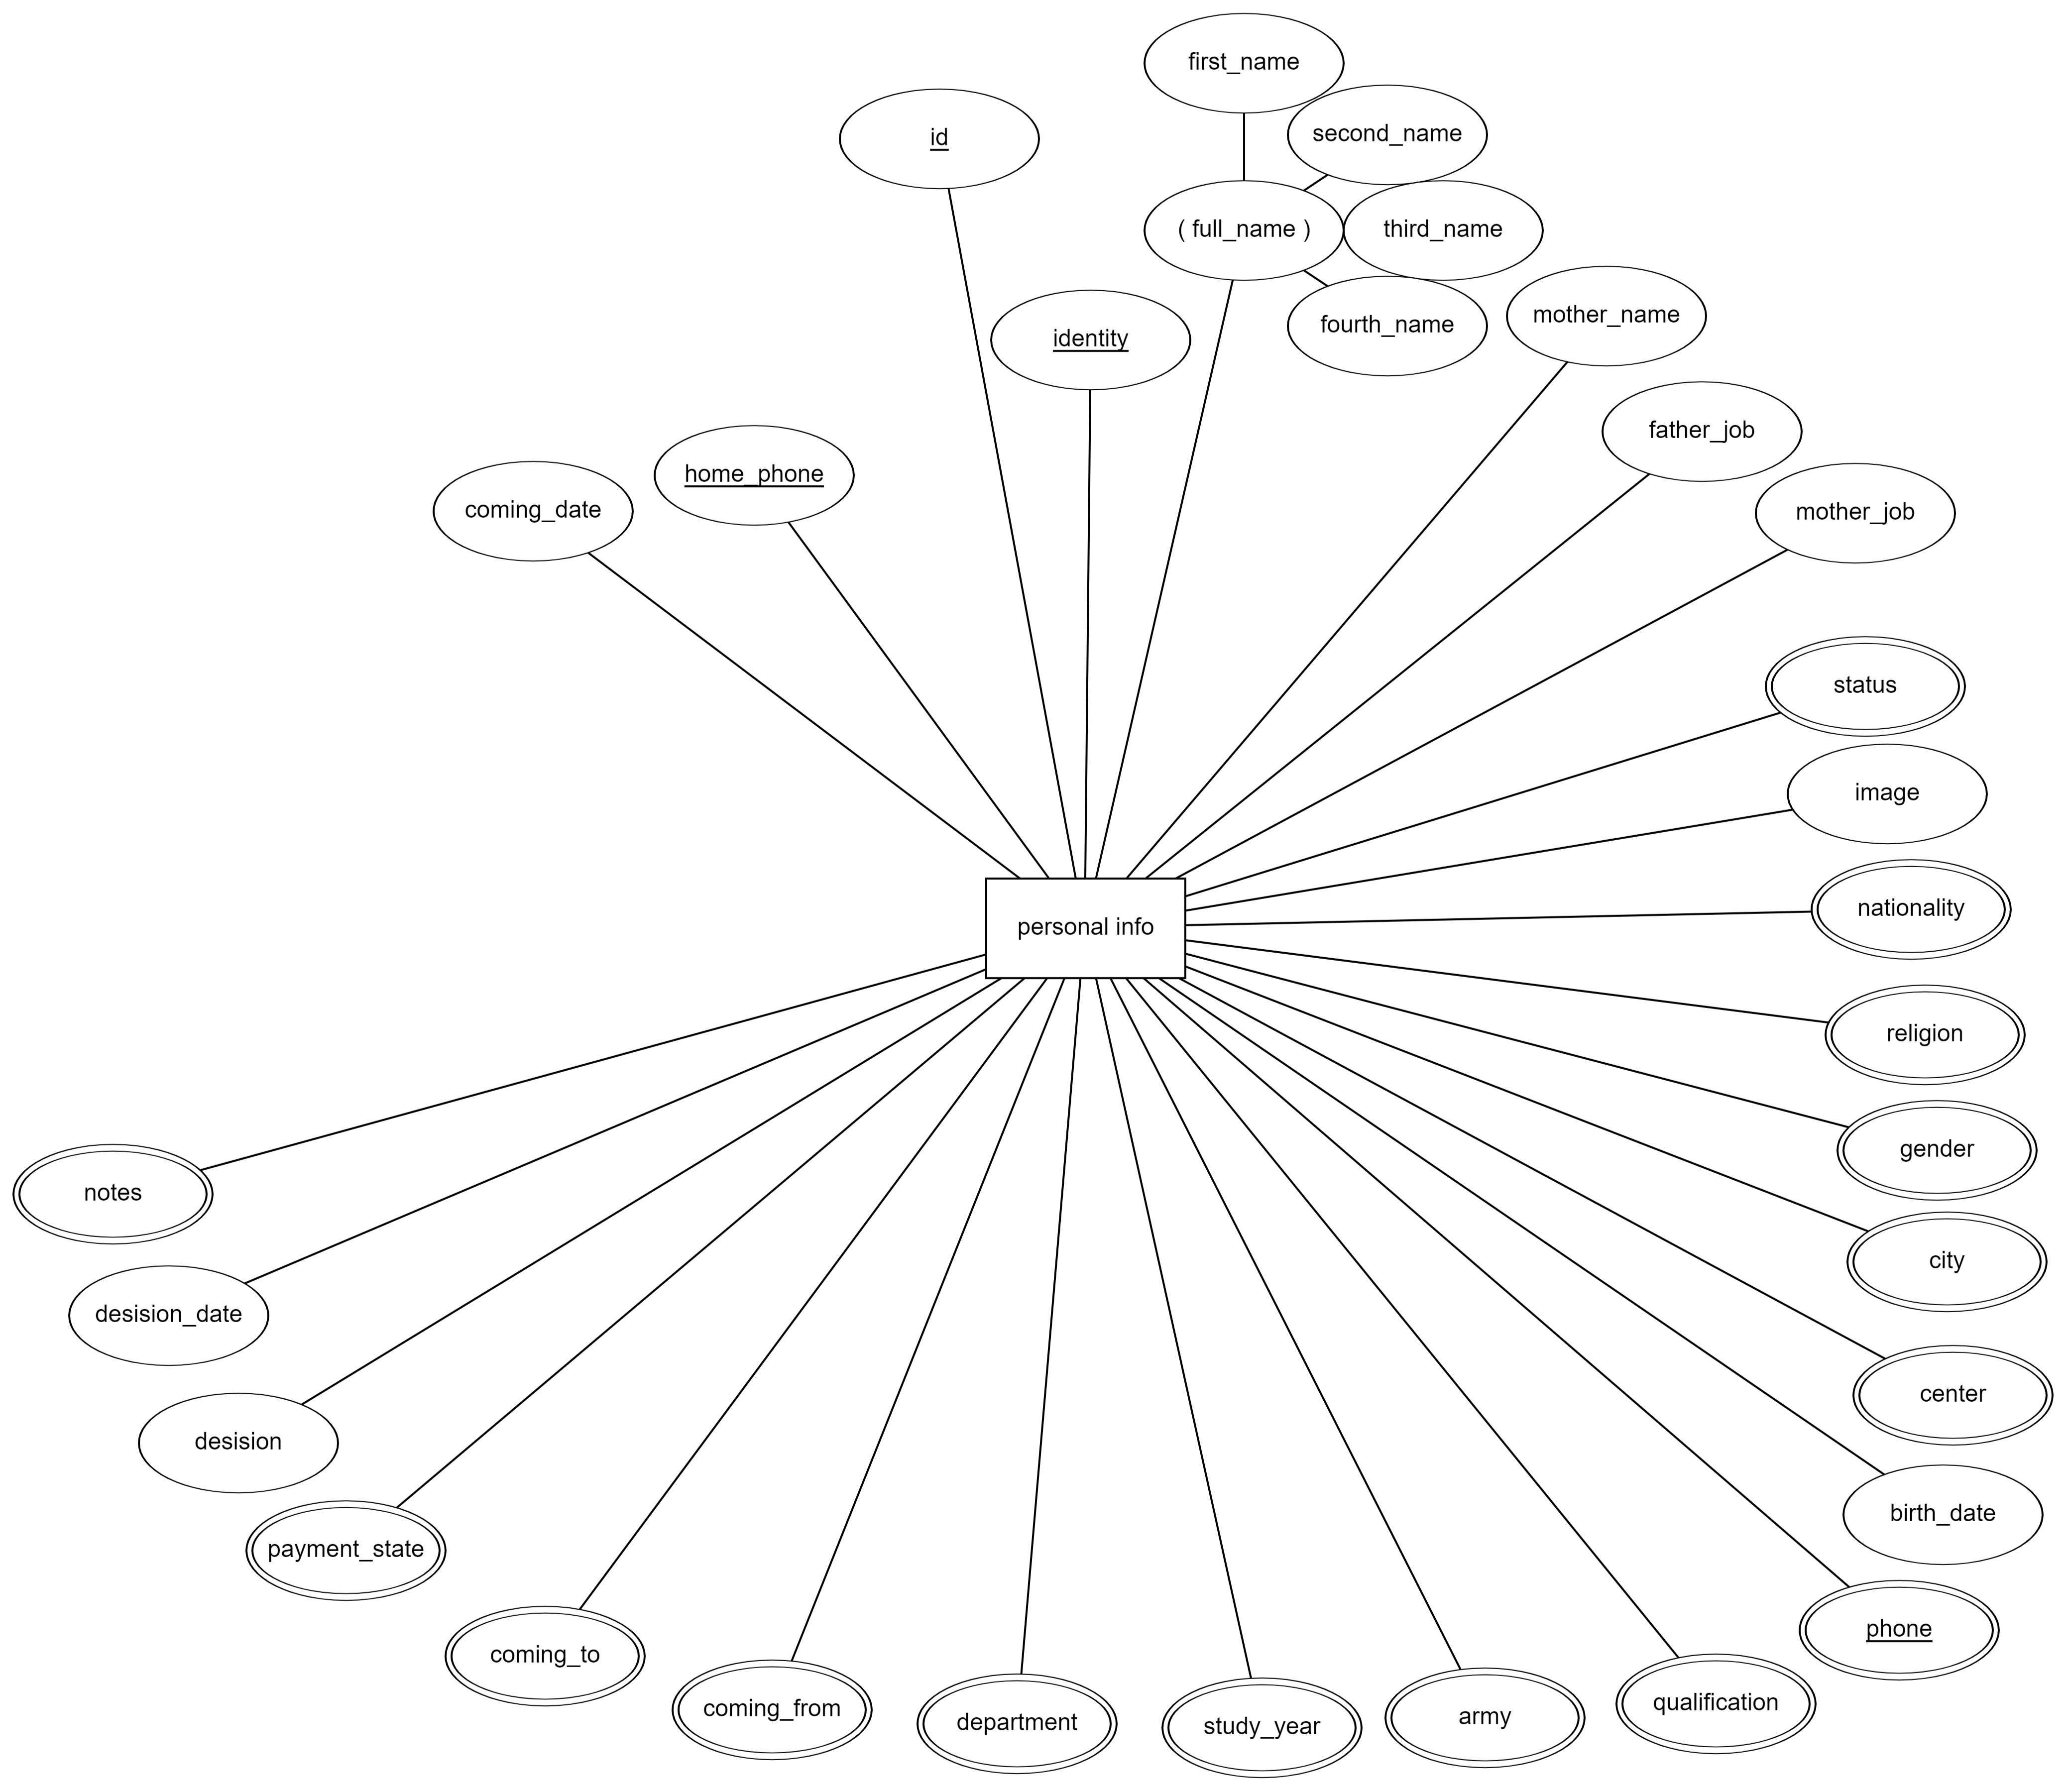 first_name
second_name
id
( full_name )
third_name
mother_name
fourth_name
identity
father_job
home_phone
coming_date
mother_job
status
image
nationality
personal info
religion
gender
notes
city
desision_date
center
desision
birth_date
payment_state
phone
coming_to
qualification
coming_from
army
department
study_year